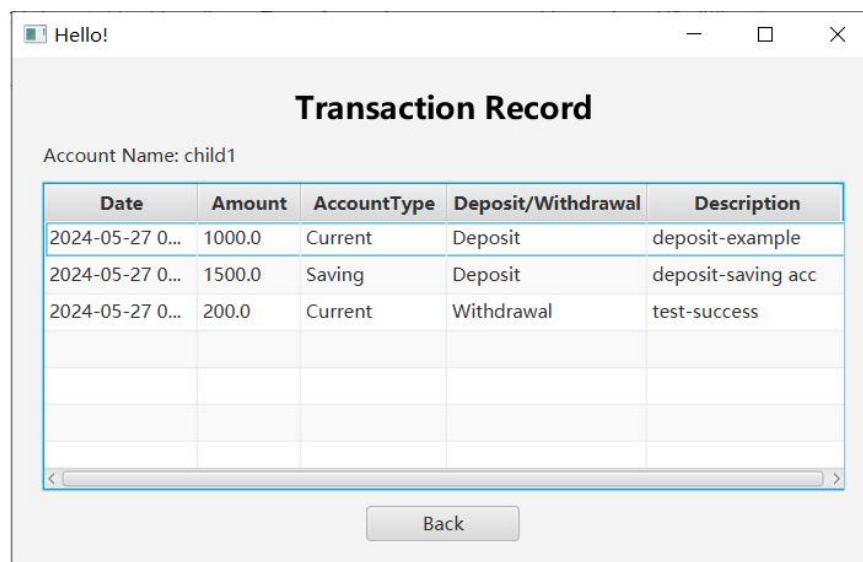 Hello!
Transaction Record
Account Name: child1
Date Amount AccountType Deposit/Withdrawal Description
2024-05-27 0... 1000.0 Current Deposit deposit-example
2024-05-27 0... 1500.0 Saving Deposit deposit-saving acc
2024-05-27 0... 200.0 Current Withdrawal test-success
Back